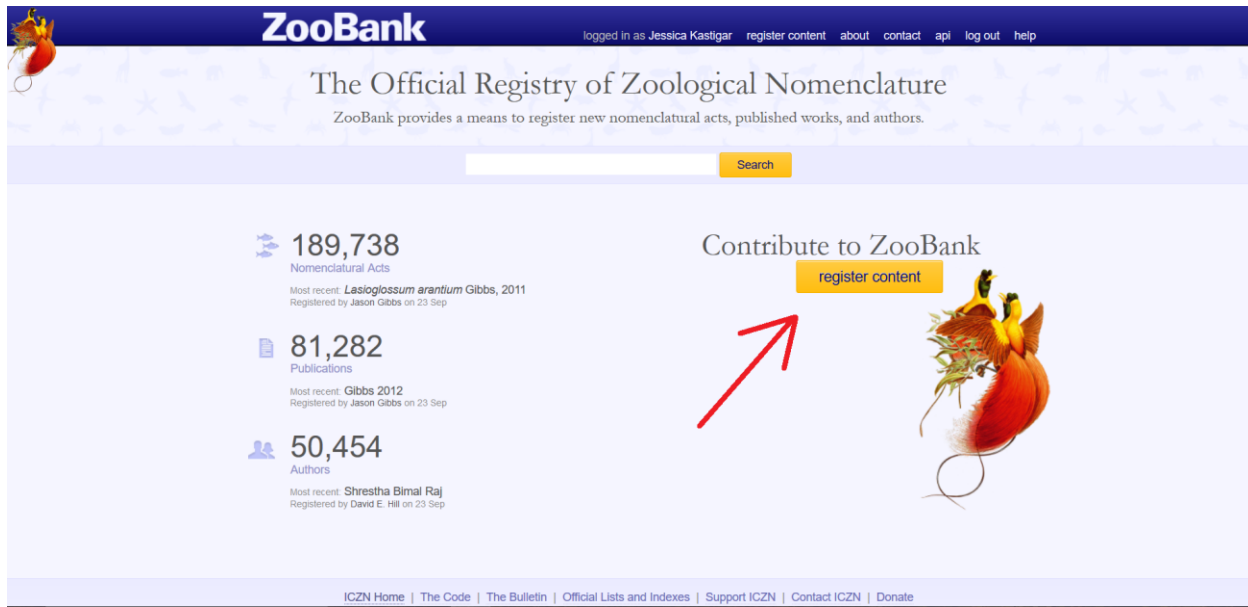 ZooBank
logged in as Jessica Kastigar register content about contact api log out help
The Official Registry of Zoological Nomenclature
ZooBank provides a means to register new nomenclatural acts, published works, and authors.
Search
189,738
Nomenclatural Acts
Most recent: Lasioglossum arantium Gibbs, 2011
Registered by Jason Gibbs on 23 Sep
81,282
Publications
Most recent: Gibbs 2012
Registered by Jason Gibbs on 23 Sep
50,454
Authors
Most recent: Shrestha Bimal Raj
Registered by David E. Hill on 23 Sep
Contribute to ZooBank
register content
ICZN Home | The Code | The Bulletin | Official Lists and Indexes | Support ICZN | Contact ICZN | Donate